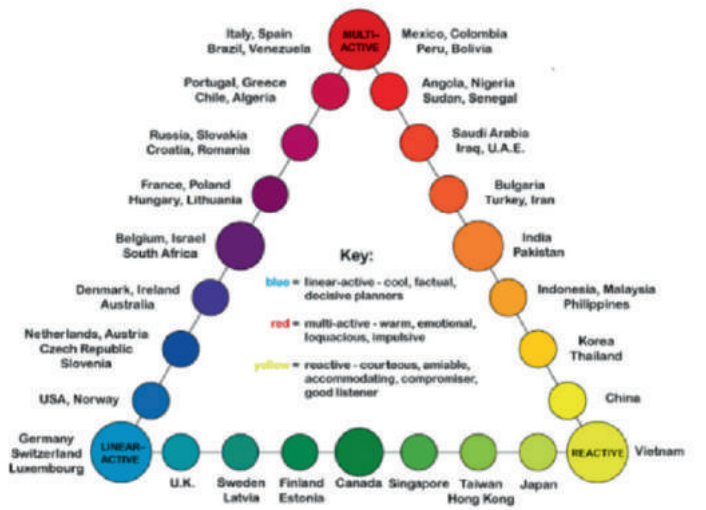 Italy, Spain
Brazil, Venezuela
MULTI-
ACTIVE
Mexico, Colombia
Peru, Bolivia
Portugal, Greece
Chile, Algeria
Angola, Nigeria
Sudan, Senegal
Russia, Slovakia
Croatia, Romania
Saudi Arabia
Iraq, U.A.E.
France, Poland
Hungary, Lithuania
Bulgaria
Turkey, Iran
Belgium, Israel
South Africa
India
Pakistan
Key:
blue = linear-active - cool, factual,
decisive planners
red = multi-active - warm, emotional,
loquacious, impulsive
yellow = reactive - courteous, amiable,
accommodating, compromiser,
good listener
Denmark, Ireland
Australia
Indonesia, Malaysia
Philippines
Netherlands, Austria
Czech Republic
Slovenia
Korea
Thailand
USA, Norway
China
Germany
Switzerland
Luxembourg
LINEAR-
ACTIVE
REACTIVE
Vietnam
U.K.
Sweden
Latvia
Finland
Estonia
Canada
Singapore
Taiwan
Hong Kong
Japan